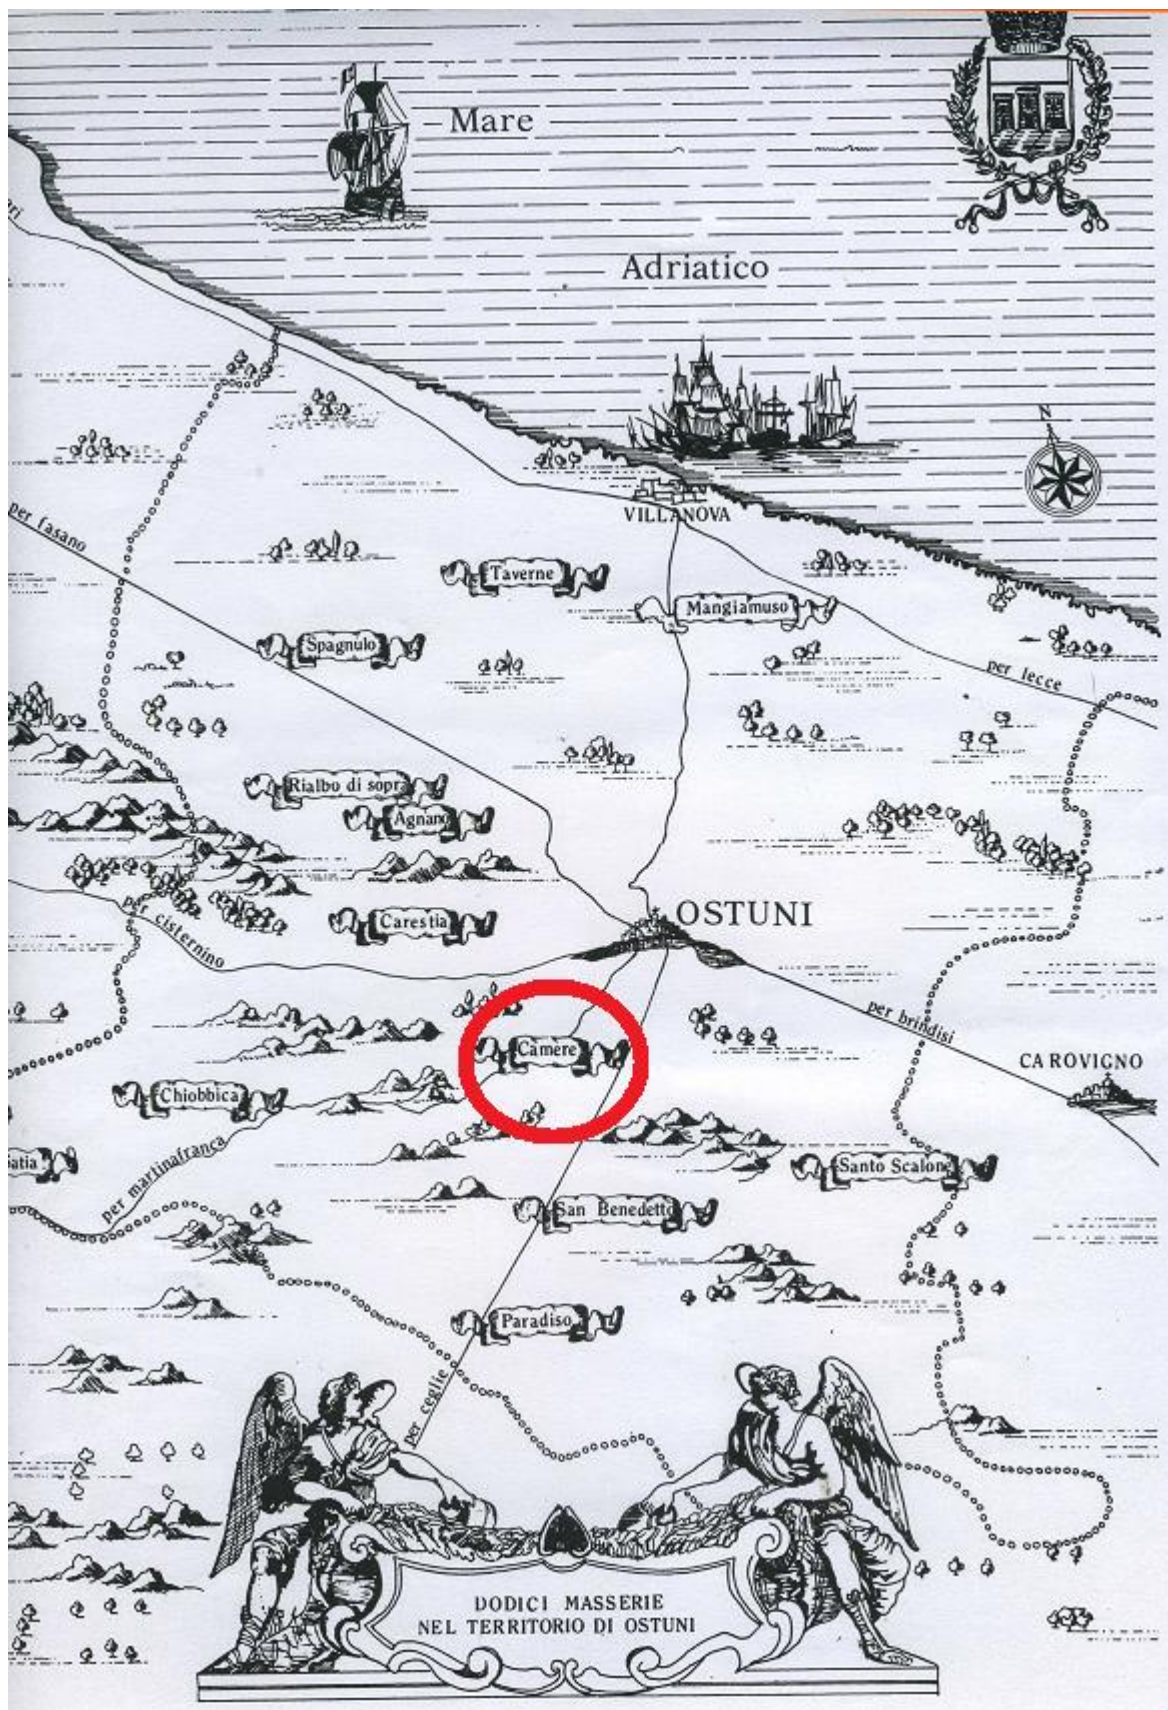 Mare
Adriatico
N
VILLANOVA
per fasano
Taverne
Mangiamuso
Spagnulo
per lecce
Rialbo di sopra
Agnano
Carestia
OSTUNI
per cisternino
per brindisi
Camere
CAROVIGNO
Chiobbica
per martinafranca
Santo Scalone
San Benedetto
Paradiso
per ceglie
DODICI MASSERIE
NEL TERRITORIO DI OSTUNI